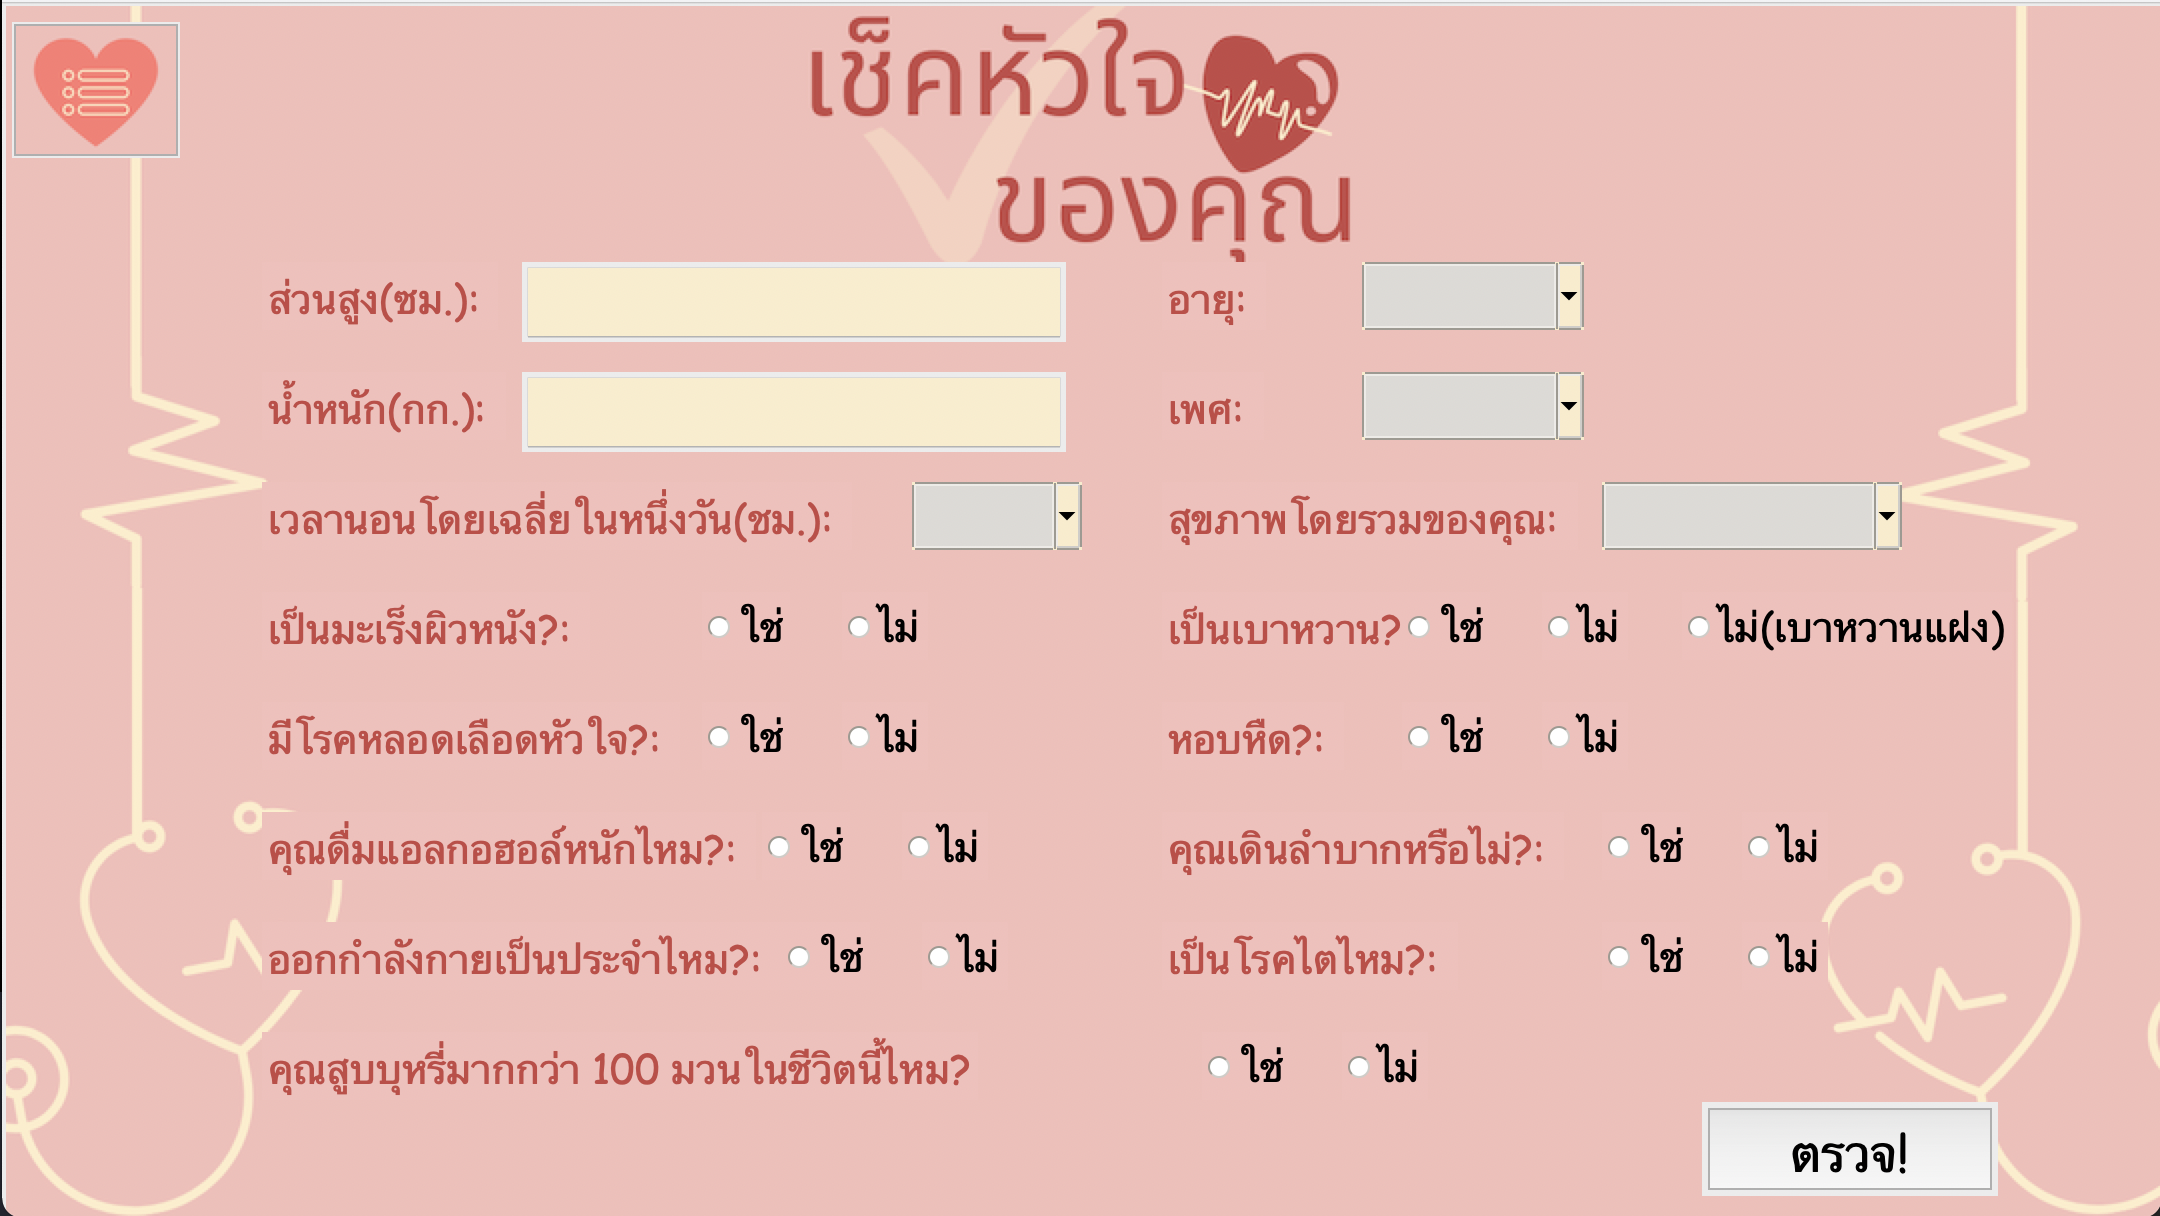 เช็คหัวใจ
ของคุณ
ส่วนสูง(ซม.): อายุ:
น้ำหนัก(กก.): เพศ:
เวลานอนโดยเฉลี่ยในหนึ่งวัน(ชม.): สุขภาพโดยรวมของคุณ:
เป็นมะเร็งผิวหนัง?: ใช่ ไม่ เป็นเบาหวาน? ใช่ ไม่ ไม่(เบาหวานแฝง)
มีโรคหลอดเลือดหัวใจ?: ใช่ ไม่ หอบหืด?: ใช่ ไม่
คุณดื่มแอลกอฮอล์หนักไหม?: ใช่ ไม่ คุณเดินลำบากหรือไม่?: ใช่ ไม่
ออกกำลังกายเป็นประจำไหม?: ใช่ ไม่ เป็นโรคไตไหม?: ใช่ ไม่
คุณสูบบุหรี่มากกว่า 100 มวนในชีวิตนี้ไหม? ใช่ ไม่
ตรวจ!